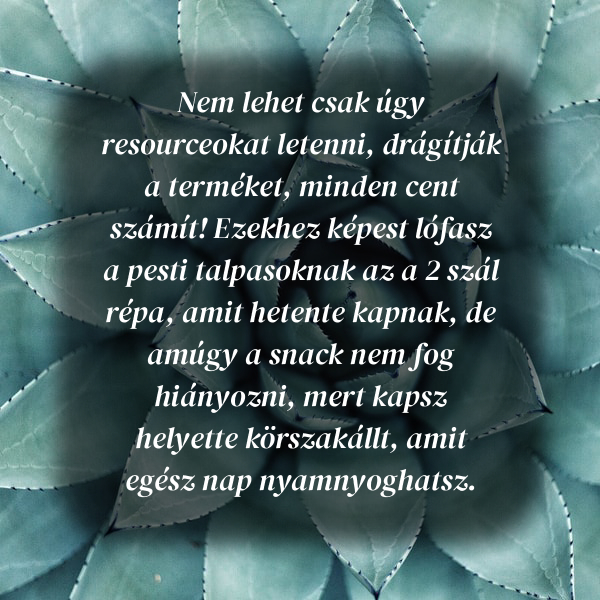 Nem lehet csak úgy
resourceokat letenni, drágítják
a terméket, minden cent
számít! Ezekhez képest lófasz
a pesti talpasoknak az a 2 szál
répa, amit hetente kapnak, de
amúgy a snack nem fog
hiányozni, mert kapsz
helyette körszakállt, amit
egész nap nyamnyoghatsz.